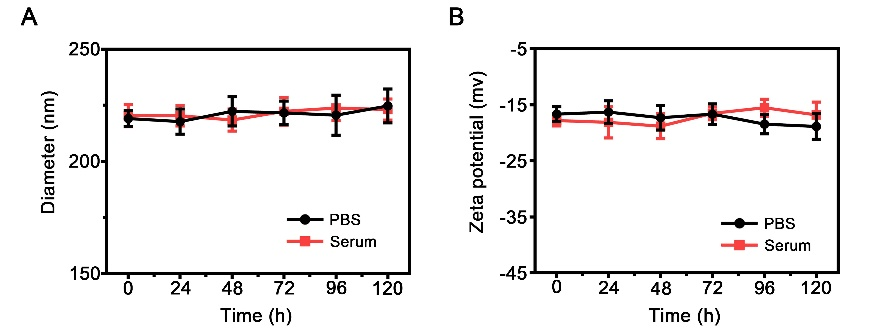 A
250
200
150
Diameter (nm)
PBS
Serum
0 24 48 72 96 120
Time (h)
B
-5
-15
-25
-35
-45
Zeta potential (mv)
PBS
Serum
0 24 48 72 96 120
Time (h)